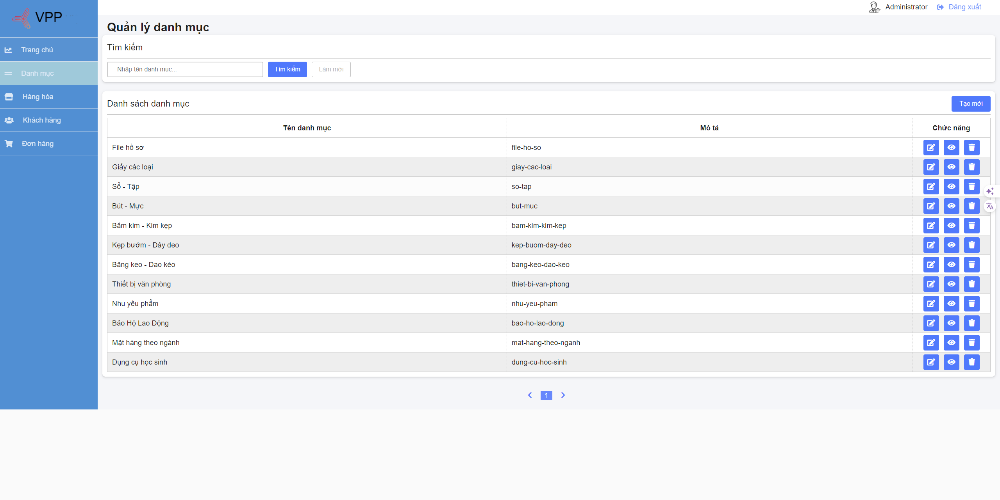 VPP
Administrator Đăng xuất
Trang chủ
Danh mục
Hàng hóa
Khách hàng
Đơn hàng
Quản lý danh mục
Tìm kiếm
Nhập tên danh mục... Tìm kiếm Làm mới
Danh sách danh mục Tạo mới
Tên danh mục Mô tả Chức năng
File hồ sơ file-ho-so
Giấy các loại giay-cac-loai
Sổ - Tập so-tap
Bút - Mực but-muc
Bấm kim - Kim kẹp bam-kim-kim-kep
Kẹp bướm - Dây đeo kep-buom-day-deo
Băng keo - Dao kéo bang-keo-dao-keo
Thiết bị văn phòng thiet-bi-van-phong
Nhu yếu phẩm nhu-yeu-pham
Bảo Hộ Lao Động bao-ho-lao-dong
Mặt hàng theo ngành mat-hang-theo-nganh
Dụng cụ học sinh dung-cu-hoc-sinh
1